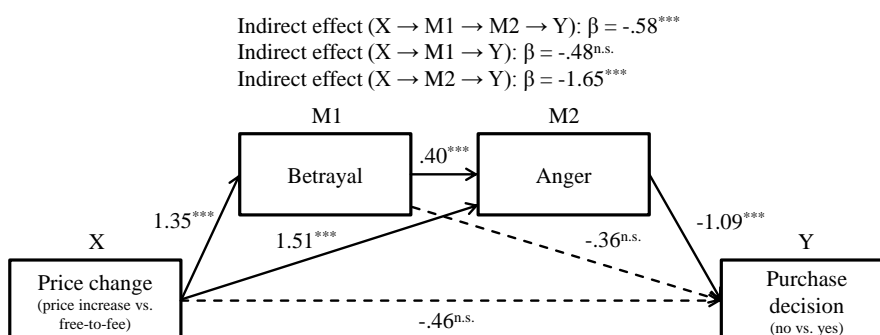 Indirect effect (X → M1 → M2 → Y): β = -.58***
Indirect effect (X → M1 → Y): β = -.48n.s.
Indirect effect (X → M2 → Y): β = -1.65***
M1
M2
Betrayal
.40***
Anger
1.35***
1.51***
-.36n.s.
-1.09***
X
Y
Price change
(price increase vs.
free-to-fee)
-.46n.s.
Purchase
decision
(no vs. yes)